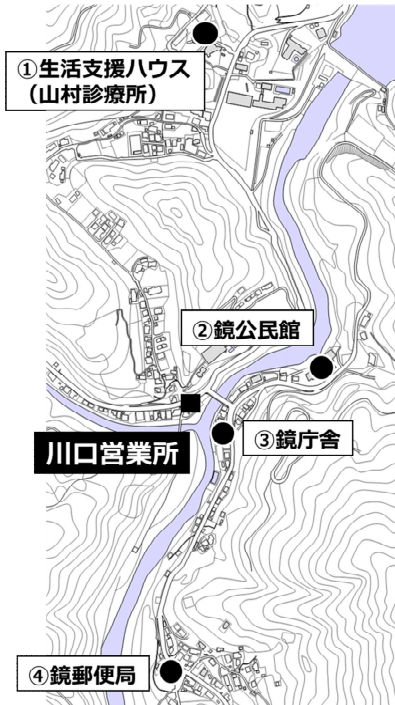 ①生活支援ハウス
（山村診療所）
②鏡公民館
川口営業所
③鏡庁舎
④鏡郵便局